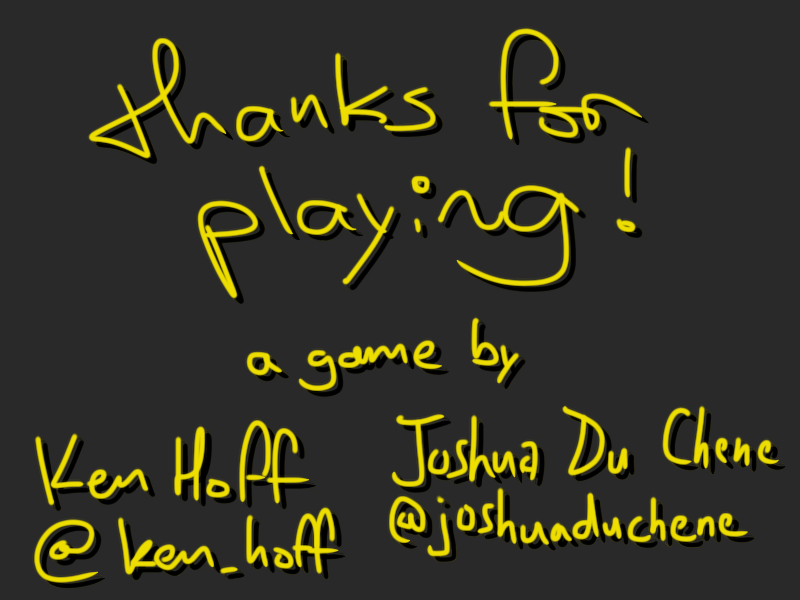 thanks for
playing!
a game by
Ken Hoff
@ken_hoff
Joshua Du Chene
@joshuaduchene